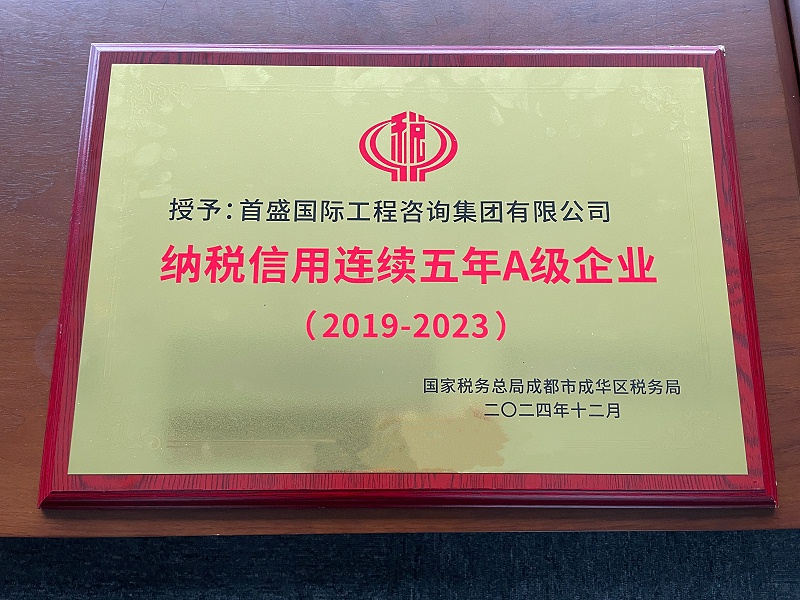 税
授予：首盛国际工程咨询集团有限公司
纳税信用连续五年A级企业
（2019-2023）
国家税务总局成都市成华区税务局
二〇二四年十二月